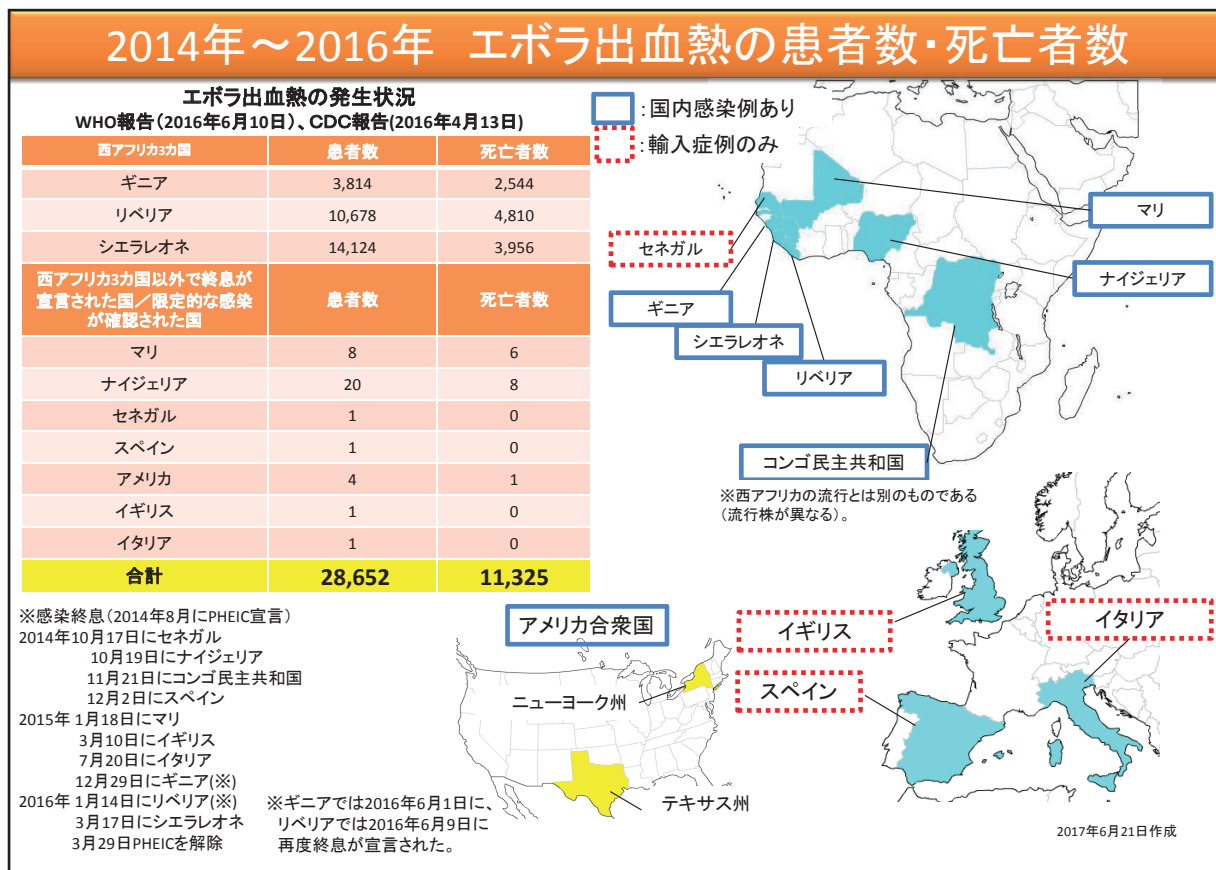 2014年～2016年 エボラ出血熱の患者数・死亡者数
エボラ出血熱の発生状況
WHO報告(2016年6月10日)、CDC報告(2016年4月13日)
西アフリカ3カ国 患者数 死亡者数
ギニア 3,814 2,544
リベリア 10,678 4,810
シエラレオネ 14,124 3,956
西アフリカ3カ国以外で終息が
宣言された国／限定的な感染
が確認された国
患者数 死亡者数
マリ 8 6
ナイジェリア 20 8
セネガル 1 0
スペイン 1 0
アメリカ 4 1
イギリス 1 0
イタリア 1 0
合計 28,652 11,325
※感染終息(2014年8月にPHEIC宣言)
2014年10月17日にセネガル
10月19日にナイジェリア
11月21日にコンゴ民主共和国
12月2日にスペイン
2015年 1月18日にマリ
3月10日にイギリス
7月20日にイタリア
12月29日にギニア(※)
2016年 1月14日にリベリア(※)
3月17日にシエラレオネ
3月29日PHEICを解除
※ギニアでは2016年6月1日に、
リベリアでは2016年6月9日に
再度終息が宣言された。
：国内感染例あり
：輸入症例のみ
マリ
セネガル
ナイジェリア
ギニア
シエラレオネ
リベリア
コンゴ民主共和国
※西アフリカの流行とは別のものである
(流行株が異なる)。
アメリカ合衆国
ニューヨーク州
テキサス州
イギリス
イタリア
スペイン
2017年6月21日作成